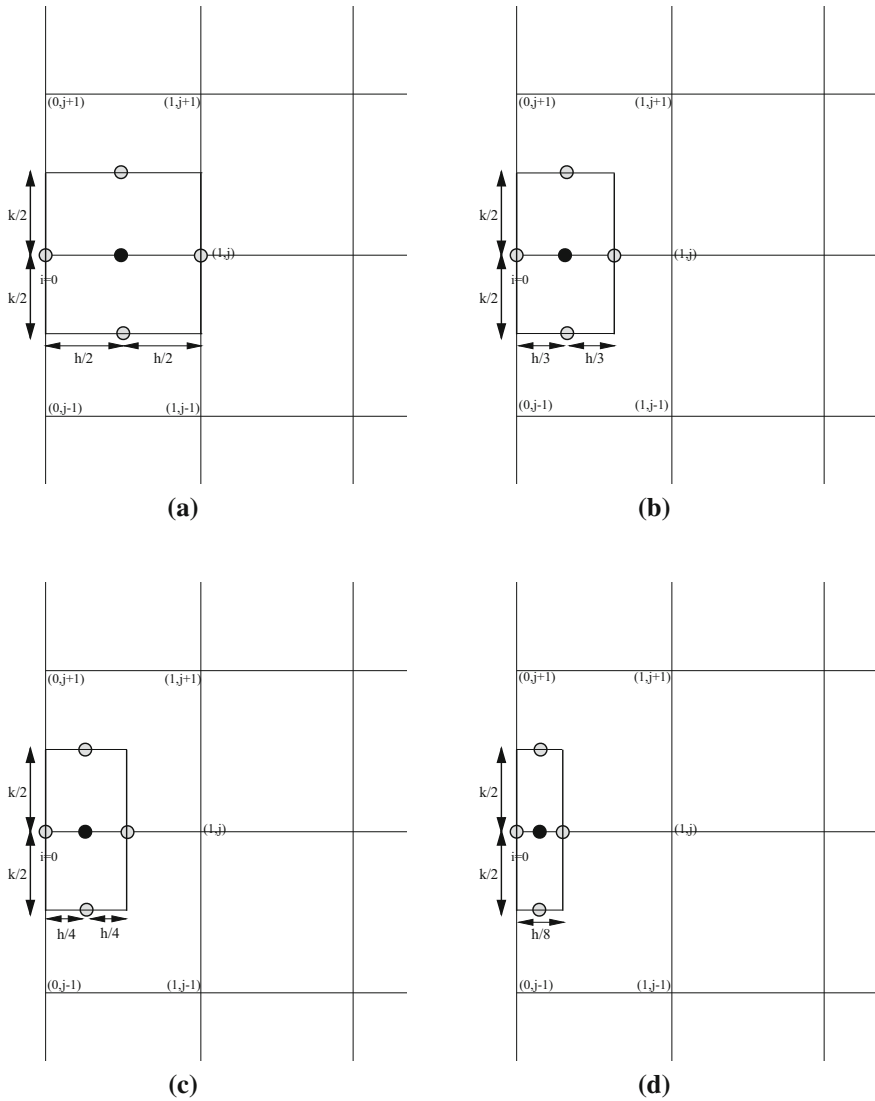 (0,j+1) (1,j+1)
k/2
(1,j)
i=0
k/2
h/2 h/2
(0,j-1) (1,j-1)
(a)
(0,j+1) (1,j+1)
k/2
(1,j)
i=0
k/2
h/3 h/3
(0,j-1) (1,j-1)
(b)
(0,j+1) (1,j+1)
k/2
(1,j)
i=0
k/2
h/4 h/4
(0,j-1) (1,j-1)
(c)
(0,j+1) (1,j+1)
k/2
(1,j)
i=0
k/2
h/8
(0,j-1) (1,j-1)
(d)